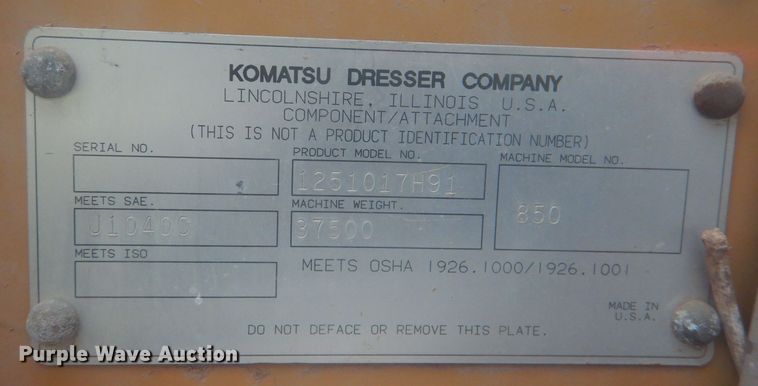 KOMATSU DRESSER COMPANY
LINCOLNSHIRE, ILLINOIS U.S.A.
COMPONENT/ATTACHMENT
(THIS IS NOT A PRODUCT IDENTIFICATION NUMBER)
SERIAL NO.
PRODUCT MODEL NO.
1251017H91
MACHINE MODEL NO.
850
MEETS SAE.
J1040C
MACHINE WEIGHT.
37500
MEETS ISO
MEETS OSHA 1926.1000/1926.1001
MADE IN
U.S.A.
DO NOT DEFACE OR REMOVE THIS PLATE.
Purple Wave Auction